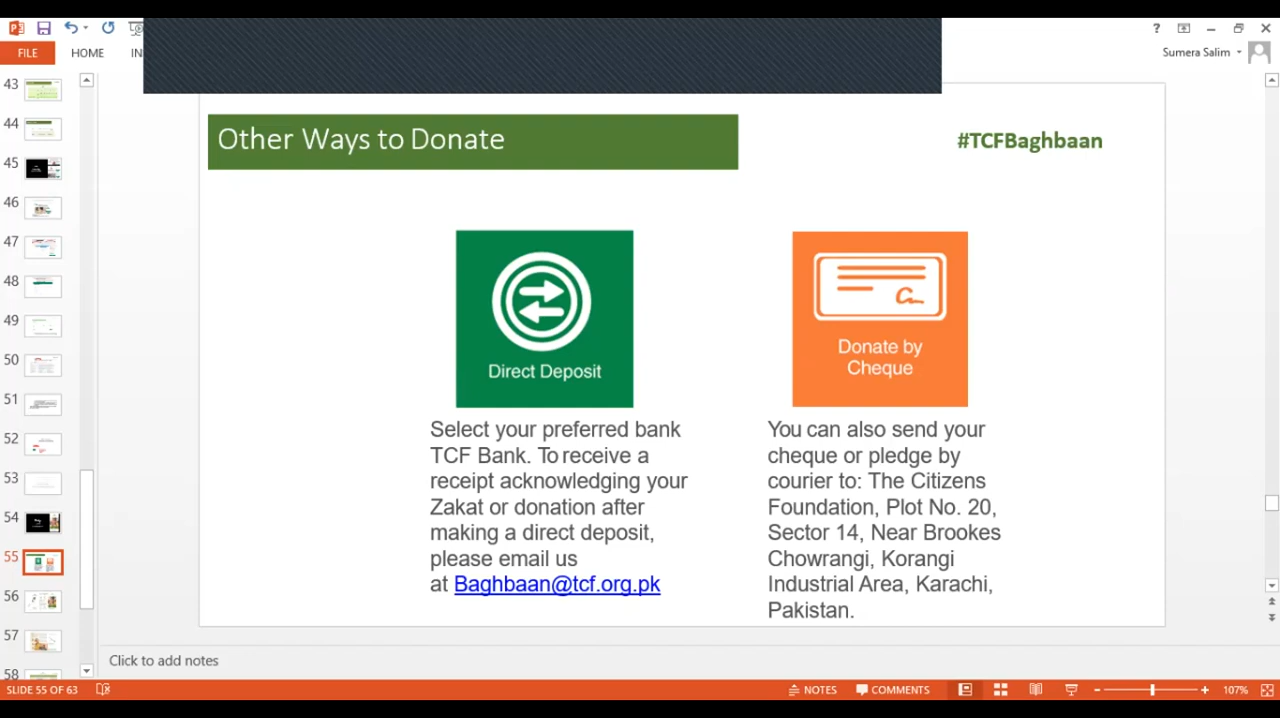 ?
FILE
HOME
IN
Sumera Salim
43
44
45
46
47
48
49
50
51
52
53
54
55
56
57
58
Other Ways to Donate
#TCFBaghbaan
Direct Deposit
Select your preferred bank
TCF Bank. To receive a
receipt acknowledging your
Zakat or donation after
making a direct deposit,
please email us
at Baghbaan@tcf.org.pk
Donate by
Cheque
You can also send your
cheque or pledge by
courier to: The Citizens
Foundation, Plot No. 20,
Sector 14, Near Brookes
Chowrangi, Korangi
Industrial Area, Karachi,
Pakistan.
Click to add notes
SLIDE 55 OF 63
NOTES
COMMENTS
107%